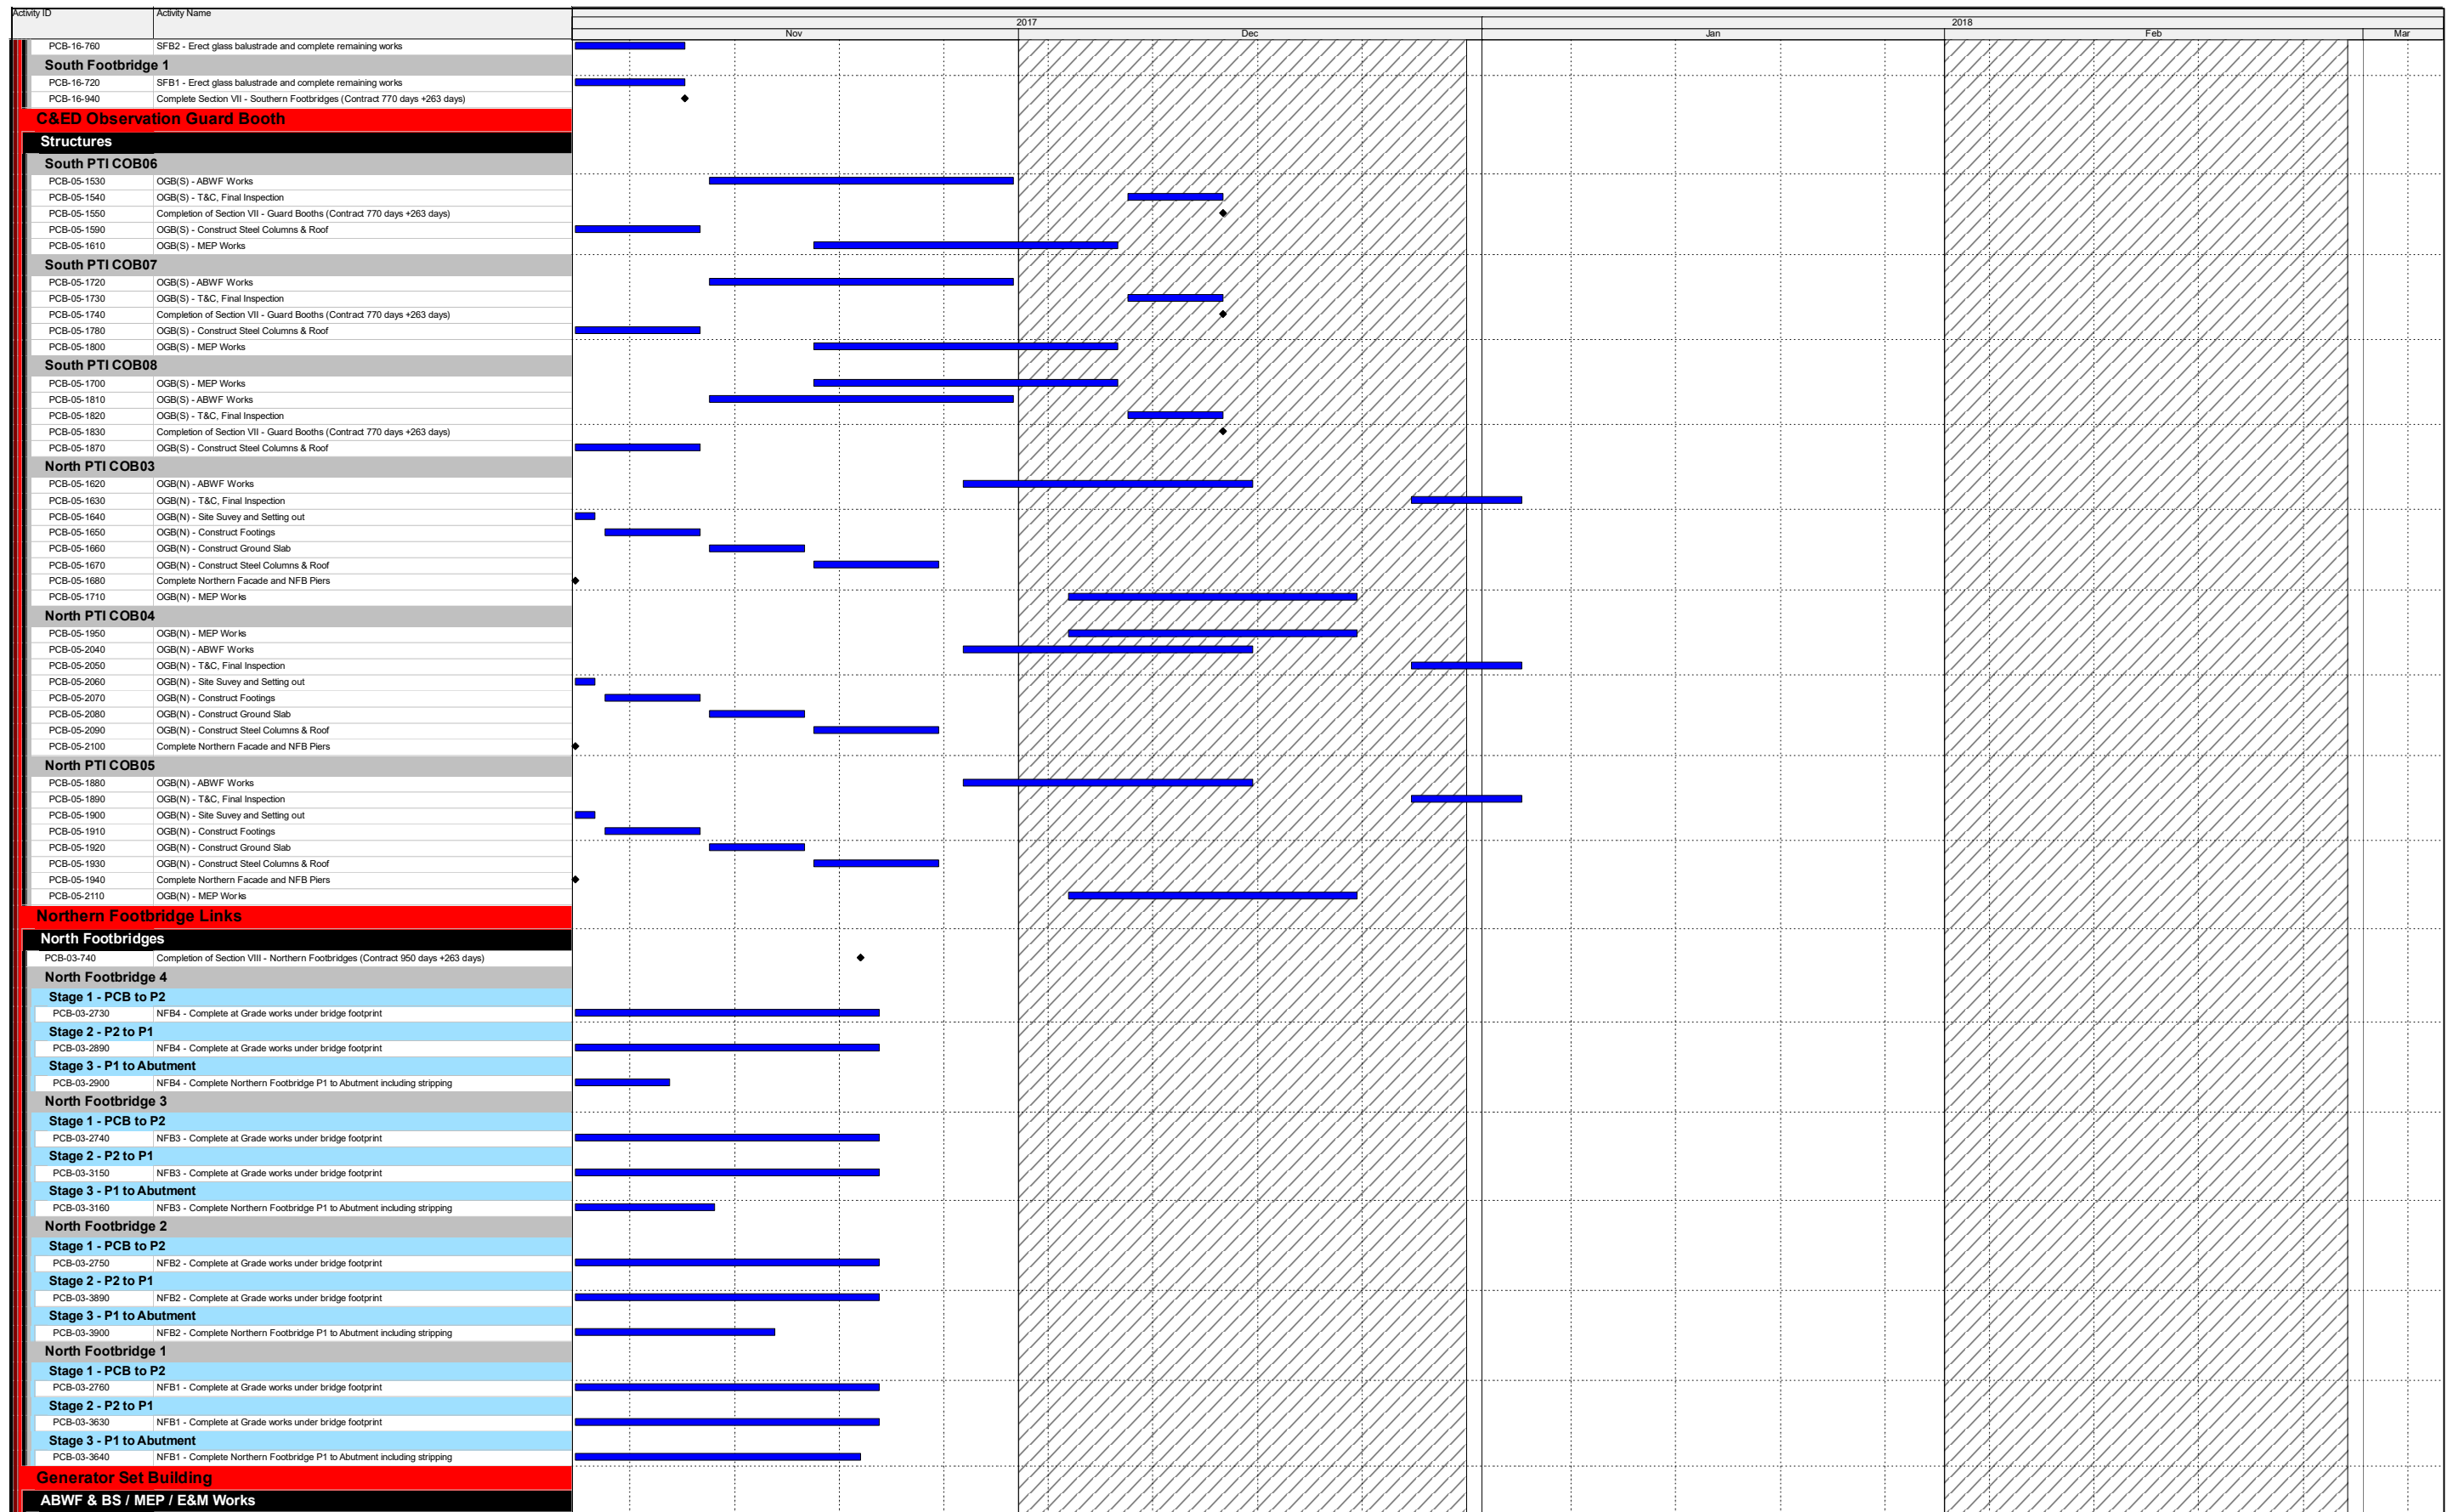 Activity ID Activity Name
2017 2018
Nov Dec Jan Feb Mar
PCB-16-760 SFB2 - Erect glass balustrade and complete remaining works
South Footbridge 1
PCB-16-720 SFB1 - Erect glass balustrade and complete remaining works
PCB-16-940 Complete Section VII - Southern Footbridges (Contract 770 days +263 days)
C&ED Observation Guard Booth
Structures
South PTI COB06
PCB-05-1530 OGB(S) - ABWF Works
PCB-05-1540 OGB(S) - T&C, Final Inspection
PCB-05-1550 Completion of Section VII - Guard Booths (Contract 770 days +263 days)
PCB-05-1590 OGB(S) - Construct Steel Columns & Roof
PCB-05-1610 OGB(S) - MEP Works
South PTI COB07
PCB-05-1720 OGB(S) - ABWF Works
PCB-05-1730 OGB(S) - T&C, Final Inspection
PCB-05-1740 Completion of Section VII - Guard Booths (Contract 770 days +263 days)
PCB-05-1780 OGB(S) - Construct Steel Columns & Roof
PCB-05-1800 OGB(S) - MEP Works
South PTI COB08
PCB-05-1700 OGB(S) - MEP Works
PCB-05-1810 OGB(S) - ABWF Works
PCB-05-1820 OGB(S) - T&C, Final Inspection
PCB-05-1830 Completion of Section VII - Guard Booths (Contract 770 days +263 days)
PCB-05-1870 OGB(S) - Construct Steel Columns & Roof
North PTI COB03
PCB-05-1620 OGB(N) - ABWF Works
PCB-05-1630 OGB(N) - T&C, Final Inspection
PCB-05-1640 OGB(N) - Site Suvey and Setting out
PCB-05-1650 OGB(N) - Construct Footings
PCB-05-1660 OGB(N) - Construct Ground Slab
PCB-05-1670 OGB(N) - Construct Steel Columns & Roof
PCB-05-1680 Complete Northern Facade and NFB Piers
PCB-05-1710 OGB(N) - MEP Works
North PTI COB04
PCB-05-1950 OGB(N) - MEP Works
PCB-05-2040 OGB(N) - ABWF Works
PCB-05-2050 OGB(N) - T&C, Final Inspection
PCB-05-2060 OGB(N) - Site Suvey and Setting out
PCB-05-2070 OGB(N) - Construct Footings
PCB-05-2080 OGB(N) - Construct Ground Slab
PCB-05-2090 OGB(N) - Construct Steel Columns & Roof
PCB-05-2100 Complete Northern Facade and NFB Piers
North PTI COB05
PCB-05-1880 OGB(N) - ABWF Works
PCB-05-1890 OGB(N) - T&C, Final Inspection
PCB-05-1900 OGB(N) - Site Suvey and Setting out
PCB-05-1910 OGB(N) - Construct Footings
PCB-05-1920 OGB(N) - Construct Ground Slab
PCB-05-1930 OGB(N) - Construct Steel Columns & Roof
PCB-05-1940 Complete Northern Facade and NFB Piers
PCB-05-2110 OGB(N) - MEP Works
Northern Footbridge Links
North Footbridges
PCB-03-740 Completion of Section VIII - Northern Footbridges (Contract 950 days +263 days)
North Footbridge 4
Stage 1 - PCB to P2
PCB-03-2730 NFB4 - Complete at Grade works under bridge footprint
Stage 2 - P2 to P1
PCB-03-2890 NFB4 - Complete at Grade works under bridge footprint
Stage 3 - P1 to Abutment
PCB-03-2900 NFB4 - Complete Northern Footbridge P1 to Abutment including stripping
North Footbridge 3
Stage 1 - PCB to P2
PCB-03-2740 NFB3 - Complete at Grade works under bridge footprint
Stage 2 - P2 to P1
PCB-03-3150 NFB3 - Complete at Grade works under bridge footprint
Stage 3 - P1 to Abutment
PCB-03-3160 NFB3 - Complete Northern Footbridge P1 to Abutment including stripping
North Footbridge 2
Stage 1 - PCB to P2
PCB-03-2750 NFB2 - Complete at Grade works under bridge footprint
Stage 2 - P2 to P1
PCB-03-3890 NFB2 - Complete at Grade works under bridge footprint
Stage 3 - P1 to Abutment
PCB-03-3900 NFB2 - Complete Northern Footbridge P1 to Abutment including stripping
North Footbridge 1
Stage 1 - PCB to P2
PCB-03-2760 NFB1 - Complete at Grade works under bridge footprint
Stage 2 - P2 to P1
PCB-03-3630 NFB1 - Complete at Grade works under bridge footprint
Stage 3 - P1 to Abutment
PCB-03-3640 NFB1 - Complete Northern Footbridge P1 to Abutment including stripping
Generator Set Building
ABWF & BS / MEP / E&M Works